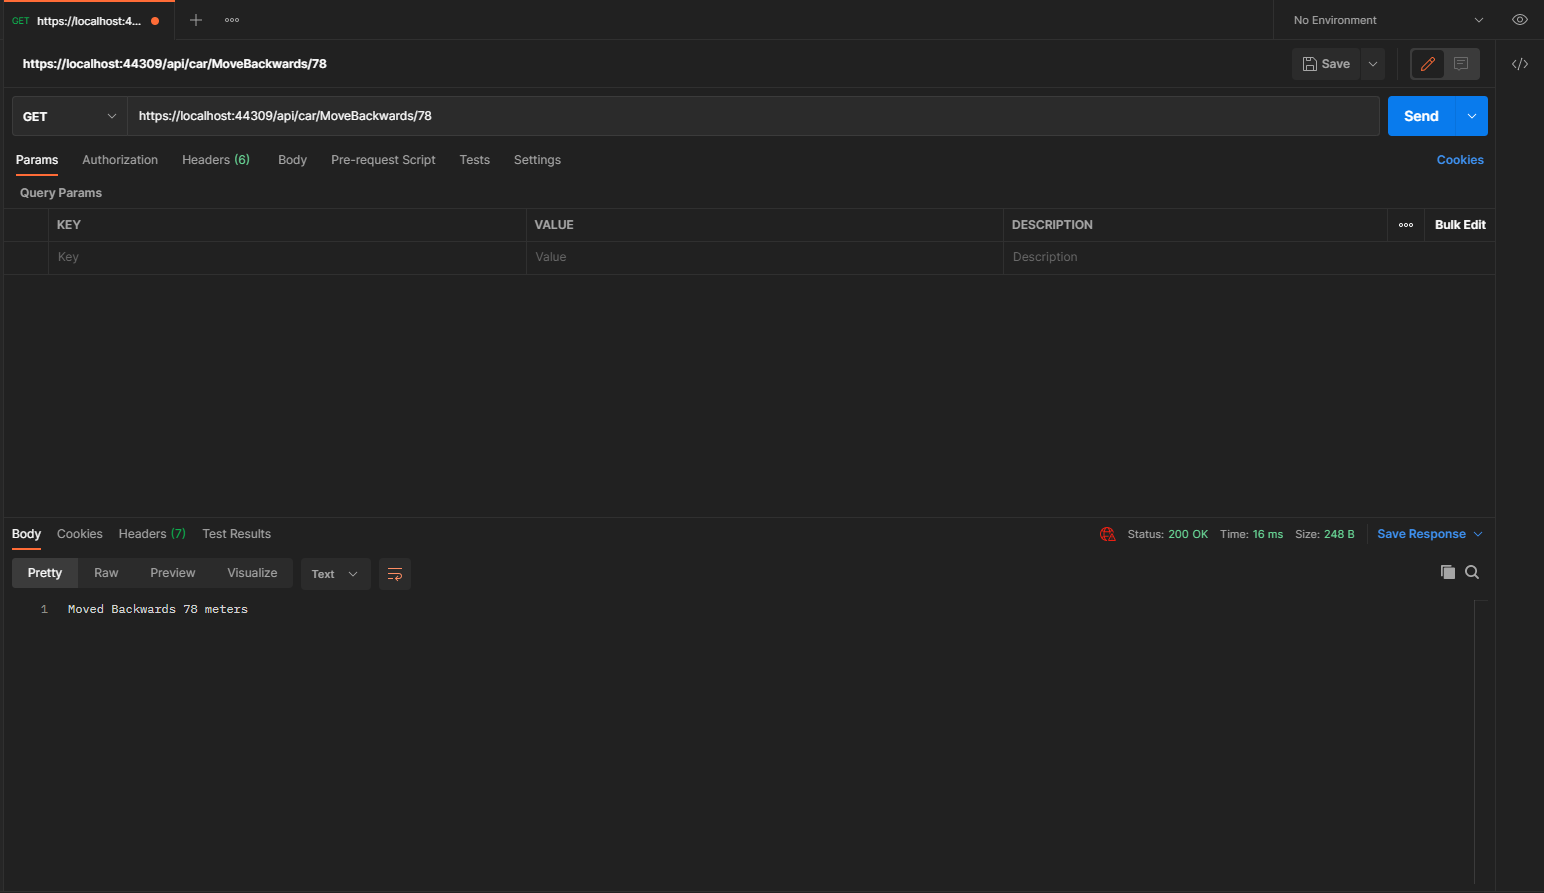 GET https://localhost:4...
No Environment
https://localhost:44309/api/car/MoveBackwards/78
Save
GET https://localhost:44309/api/car/MoveBackwards/78 Send
Params Authorization Headers (6) Body Pre-request Script Tests Settings Cookies
Query Params
KEY VALUE DESCRIPTION Bulk Edit
Key Value Description
Body Cookies Headers (7) Test Results Status: 200 OK Time: 16 ms Size: 248 B Save Response
Pretty Raw Preview Visualize Text
1 Moved Backwards 78 meters